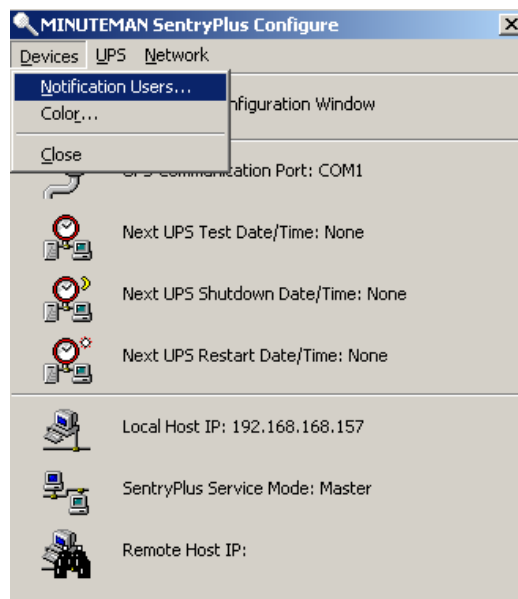 MINUTEMAN SentryPlus Configure
Devices UPS Network
Notification Users...
Color...
Close
Configuration Window
UPS Communication Port: COM1
Next UPS Test Date/Time: None
Next UPS Shutdown Date/Time: None
Next UPS Restart Date/Time: None
Local Host IP: 192.168.168.157
SentryPlus Service Mode: Master
Remote Host IP: